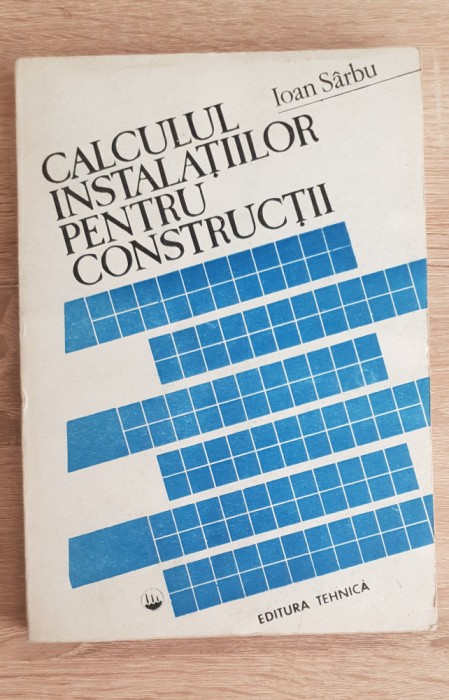 Ioan Sârbu
CALCULUL
INSTALAȚIILOR
PENTRU
CONSTRUCȚII
EDITURA TEHNICĂ